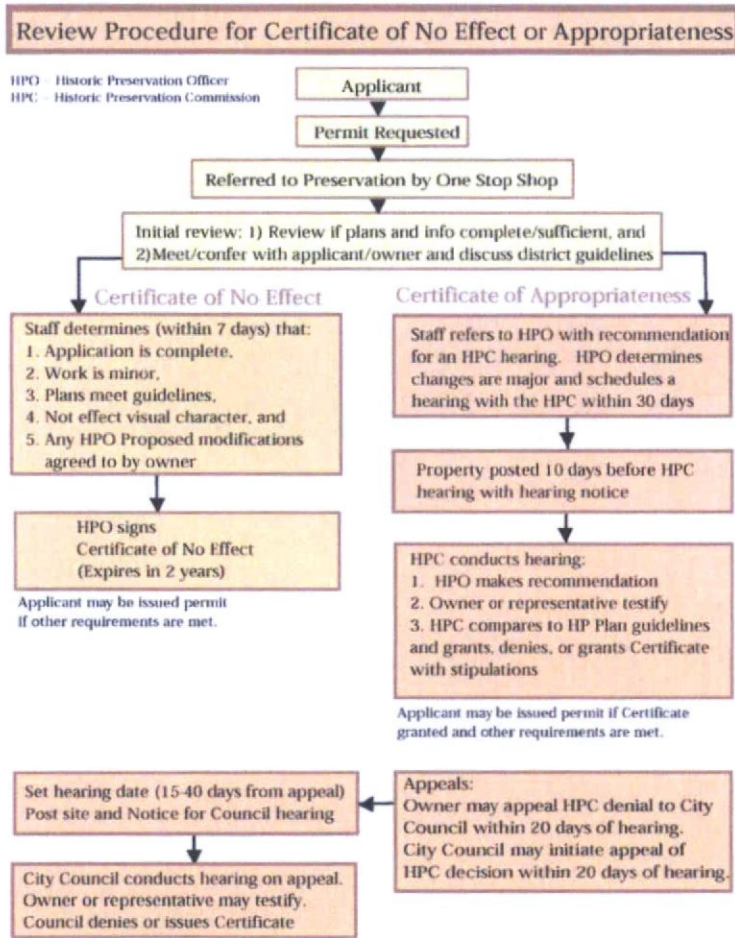 Review Procedure for Certificate of No Effect or Appropriateness
HPO - Historic Preservation Officer
HPC - Historic Preservation Commission
Applicant
Permit Requested
Referred to Preservation by One Stop Shop
Initial review: 1) Review if plans and info complete/sufficient, and
2)Meet/confer with applicant/owner and discuss district guidelines
Certificate of No Effect
Staff determines (within 7 days) that:
1. Application is complete,
2. Work is minor,
3. Plans meet guidelines,
4. Not effect visual character, and
5. Any HPO Proposed modifications
agreed to by owner
HPO signs
Certificate of No Effect
(Expires in 2 years)
Applicant may be issued permit
if other requirements are met.
Certificate of Appropriateness
Staff refers to HPO with recommendation
for an HPC hearing. HPO determines
changes are major and schedules a
hearing with the HPC within 30 days
Property posted 10 days before HPC
hearing with hearing notice
HPC conducts hearing:
1. HPO makes recommendation
2. Owner or representative testify
3. HPC compares to HP Plan guidelines
and grants, denies, or grants Certificate
with stipulations
Applicant may be issued permit if Certificate
granted and other requirements are met.
Appeals:
Owner may appeal HPC denial to City
Council within 20 days of hearing.
City Council may initiate appeal of
HPC decision within 20 days of hearing.
Set hearing date (15-40 days from appeal)
Post site and Notice for Council hearing
City Council conducts hearing on appeal.
Owner or representative may testify.
Council denies or issues Certificate